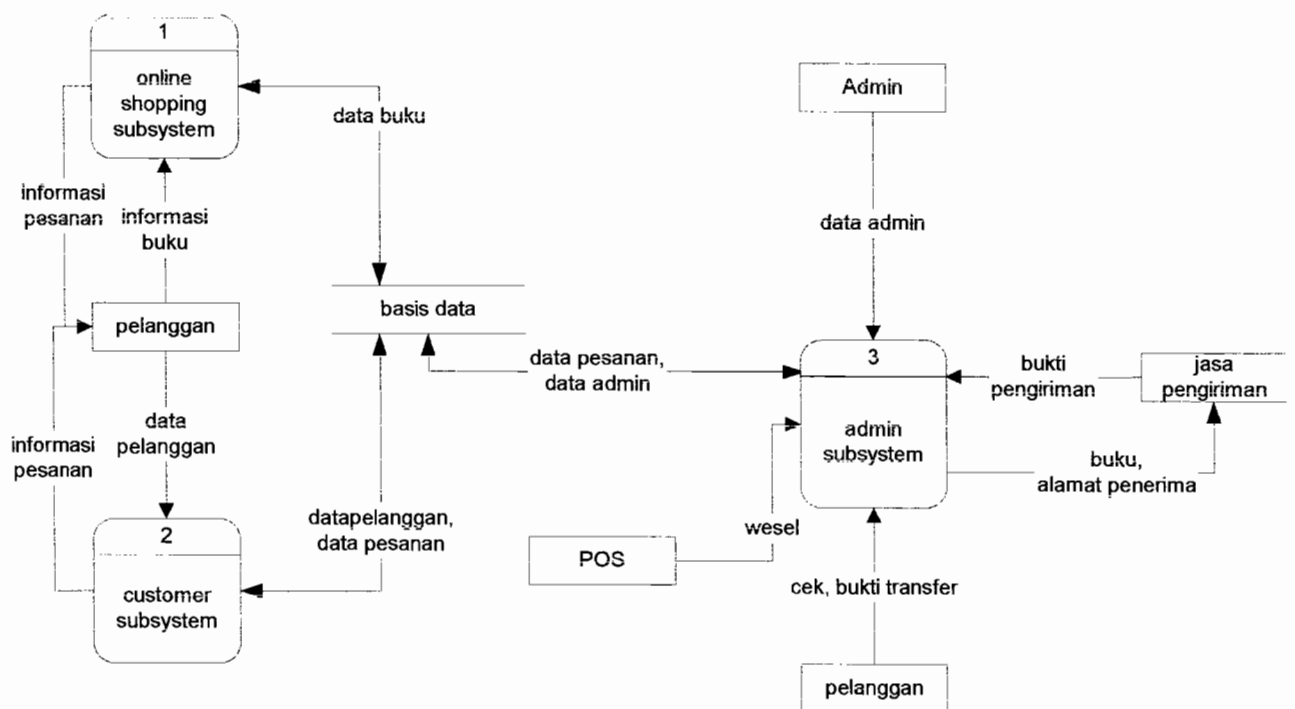 1
online
shopping
subsystem
data buku
Admin
informasi
pesanan
informasi
buku
data admin
pelanggan
basis data
data pesanan,
data admin
3
admin
subsystem
bukti
pengiriman
jasa
pengiriman
informasi
pesanan
data
pelanggan
buku,
alamat penerima
datapelanggan,
data pesanan
wesel
2
customer
subsystem
POS
cek, bukti transfer
pelanggan